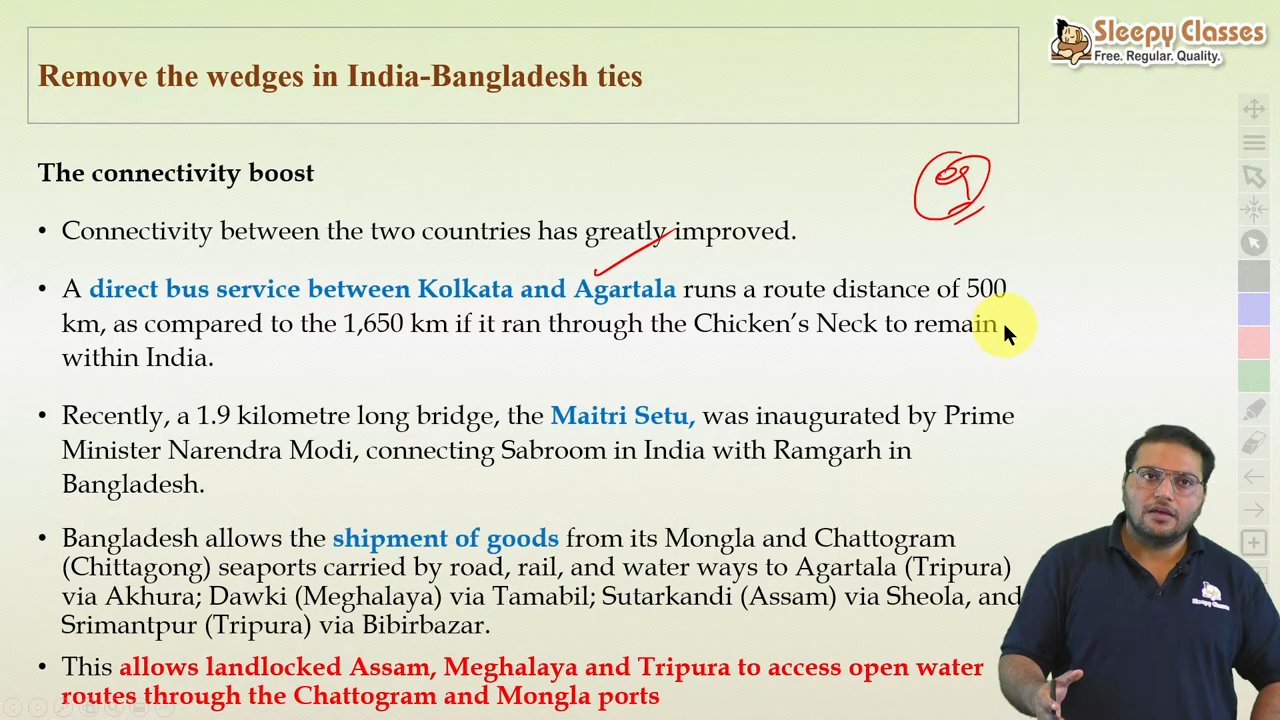 Sleepy Classes
Free. Regular. Quality.
Remove the wedges in India-Bangladesh ties
The connectivity boost
• Connectivity between the two countries has greatly improved.
• A direct bus service between Kolkata and Agartala runs a route distance of 500
km, as compared to the 1,650 km if it ran through the Chicken's Neck to remain
within India.
• Recently, a 1.9 kilometre long bridge, the Maitri Setu, was inaugurated by Prime
Minister Narendra Modi, connecting Sabroom in India with Ramgarh in
Bangladesh.
• Bangladesh allows the shipment of goods from its Mongla and Chattogram
(Chittagong) seaports carried by road, rail, and water ways to Agartala (Tripura)
via Akhura; Dawki (Meghalaya) via Tamabil; Sutarkandi (Assam) via Sheola, and
Srimantpur (Tripura) via Bibirbazar.
• This allows landlocked Assam, Meghalaya and Tripura to access open water
routes through the Chattogram and Mongla ports
Sleepy Classes